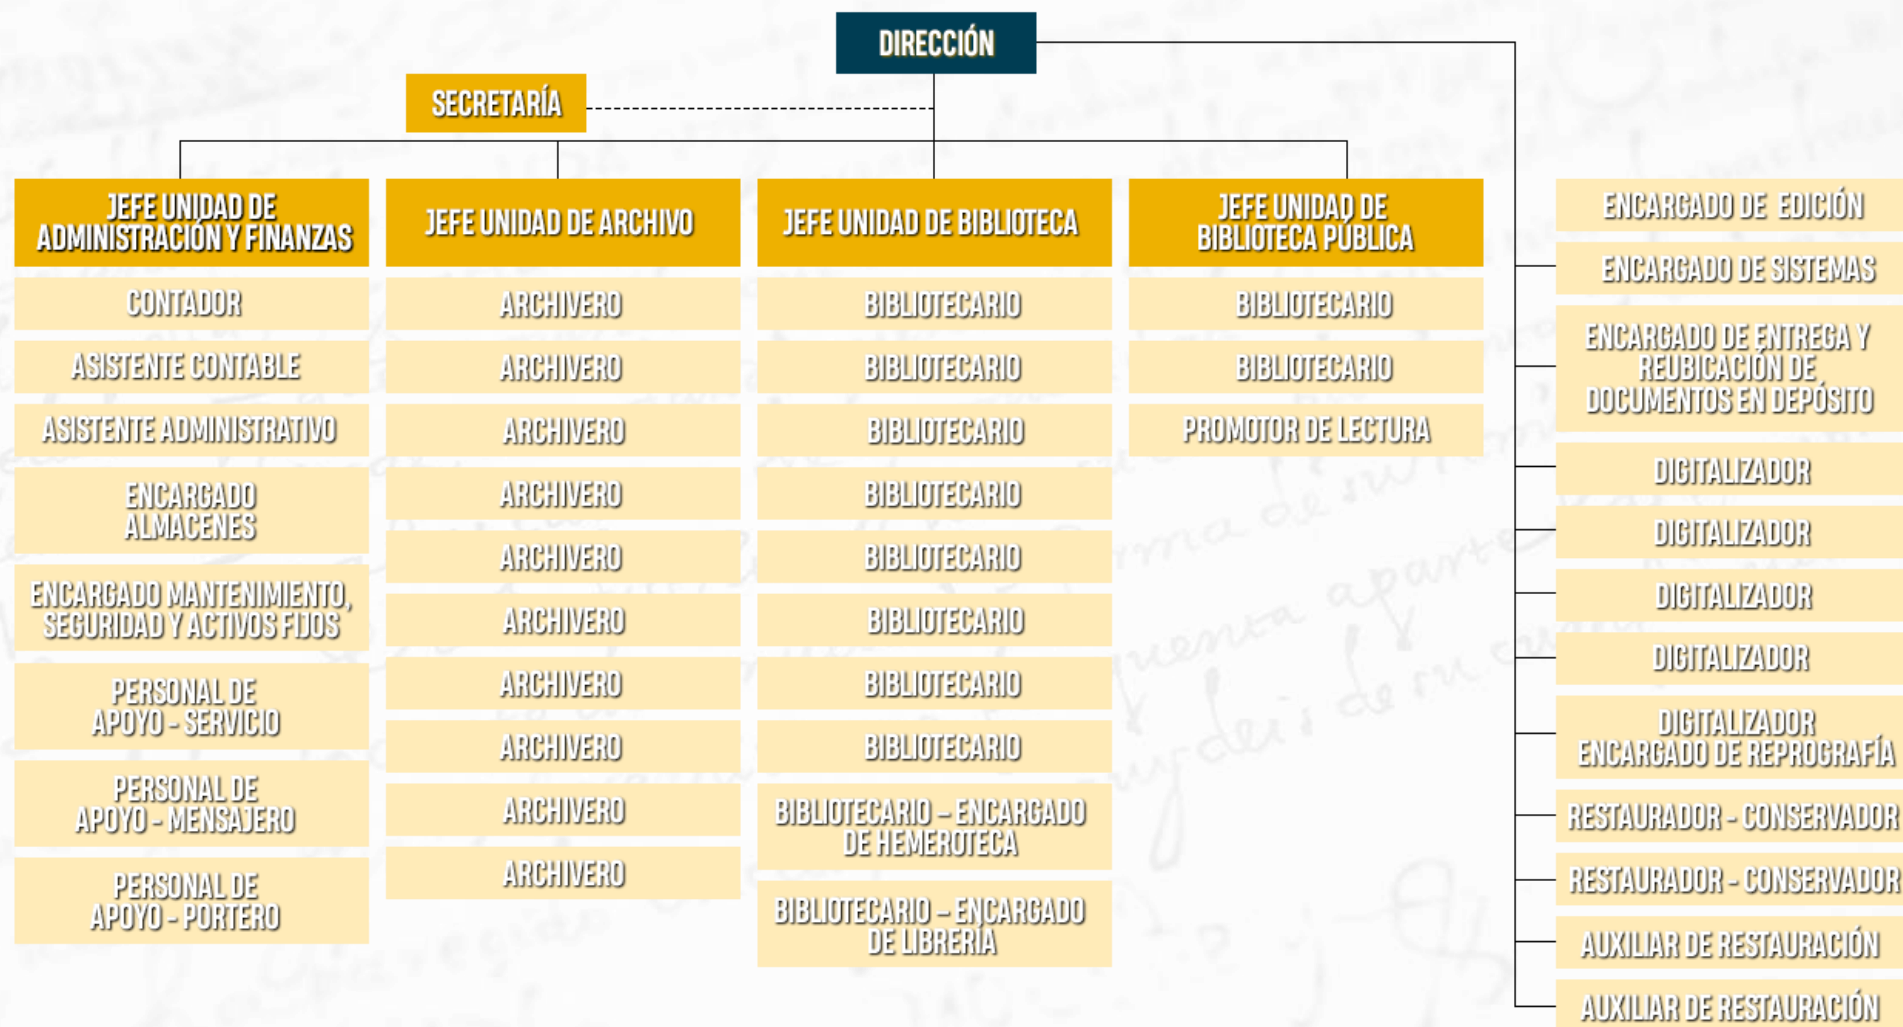 DIRECCIÓN
SECRETARÍA
JEFE UNIDAD DE
ADMINISTRACIÓN Y FINANZAS
CONTADOR
ASISTENTE CONTABLE
ASISTENTE ADMINISTRATIVO
ENCARGADO
ALMACENES
ENCARGADO MANTENIMIENTO,
SEGURIDAD Y ACTIVOS FIJOS
PERSONAL DE
APOYO - SERVICIO
PERSONAL DE
APOYO - MENSAJERO
PERSONAL DE
APOYO - PORTERO
JEFE UNIDAD DE ARCHIVO
ARCHIVERO
ARCHIVERO
ARCHIVERO
ARCHIVERO
ARCHIVERO
ARCHIVERO
ARCHIVERO
ARCHIVERO
ARCHIVERO
ARCHIVERO
JEFE UNIDAD DE BIBLIOTECA
BIBLIOTECARIO
BIBLIOTECARIO
BIBLIOTECARIO
BIBLIOTECARIO
BIBLIOTECARIO
BIBLIOTECARIO
BIBLIOTECARIO
BIBLIOTECARIO
BIBLIOTECARIO – ENCARGADO
DE HEMEROTECA
BIBLIOTECARIO – ENCARGADO
DE LIBRERÍA
JEFE UNIDAD DE
BIBLIOTECA PÚBLICA
BIBLIOTECARIO
BIBLIOTECARIO
PROMOTOR DE LECTURA
ENCARGADO DE EDICIÓN
ENCARGADO DE SISTEMAS
ENCARGADO DE ENTREGA Y
REUBICACIÓN DE
DOCUMENTOS EN DEPÓSITO
DIGITALIZADOR
DIGITALIZADOR
DIGITALIZADOR
DIGITALIZADOR
DIGITALIZADOR
ENCARGADO DE REPROGRAFÍA
RESTAURADOR - CONSERVADOR
RESTAURADOR - CONSERVADOR
AUXILIAR DE RESTAURACIÓN
AUXILIAR DE RESTAURACIÓN